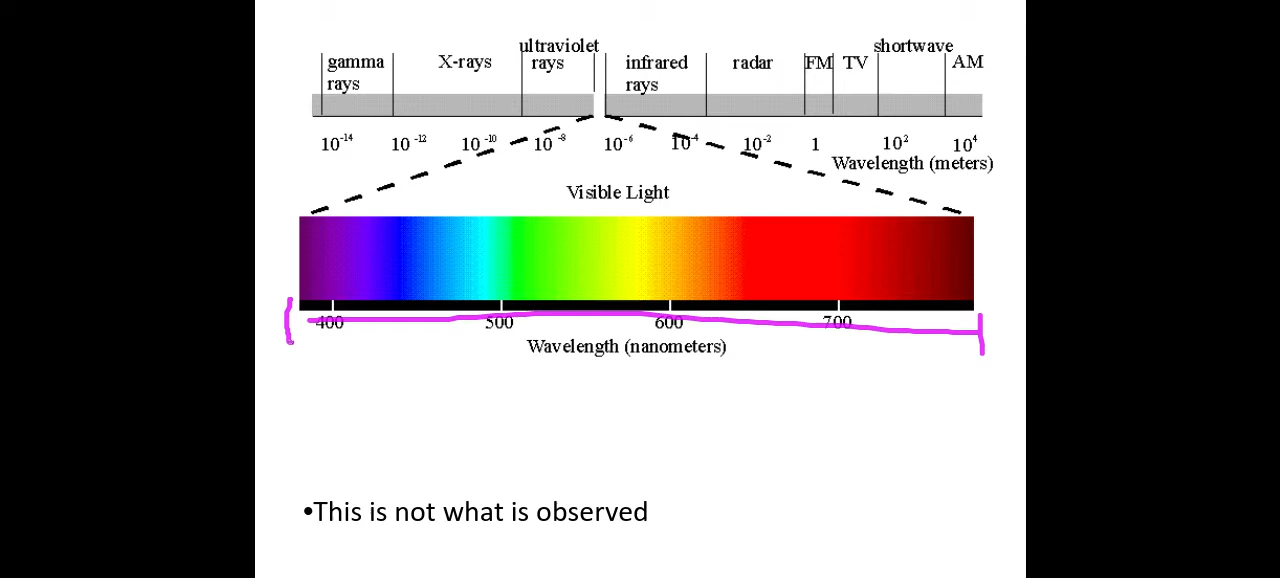 ultraviolet shortwave
gamma X-rays rays infrared radar FM TV AM
rays rays
10⁻¹⁴ 10⁻¹² 10⁻¹⁰ 10⁻⁸ 10⁻⁶ 10⁻⁴ 10⁻² 1 10² 10⁴
Wavelength (meters)
Visible Light
400 500 600 700
Wavelength (nanometers)
•This is not what is observed